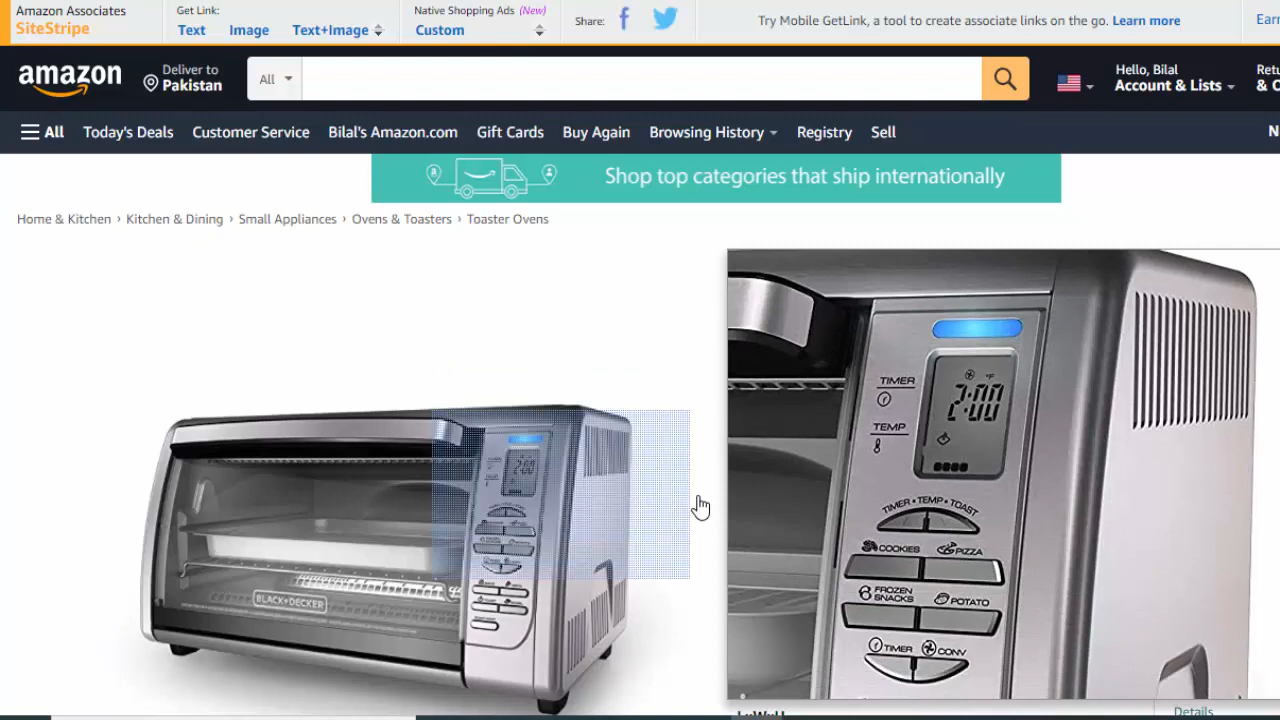 Amazon Associates
SiteStripe
Get Link:
Text Image Text+Image
Native Shopping Ads (New)
Custom
Share:
Try Mobile GetLink, a tool to create associate links on the go. Learn more
Earn
amazon
Deliver to
Pakistan
All
Hello, Bilal
Account & Lists
Retu
& O
All Today's Deals Customer Service Bilal's Amazon.com Gift Cards Buy Again Browsing History Registry Sell
N
Shop top categories that ship internationally
Home & Kitchen › Kitchen & Dining › Small Appliances › Ovens & Toasters › Toaster Ovens
BLACK+DECKER
TIMER
TEMP
°F
2:00
TIMER • TEMP • TOAST
COOKIES PIZZA
FROZEN
SNACKS
POTATO
TIMER CONV
Details